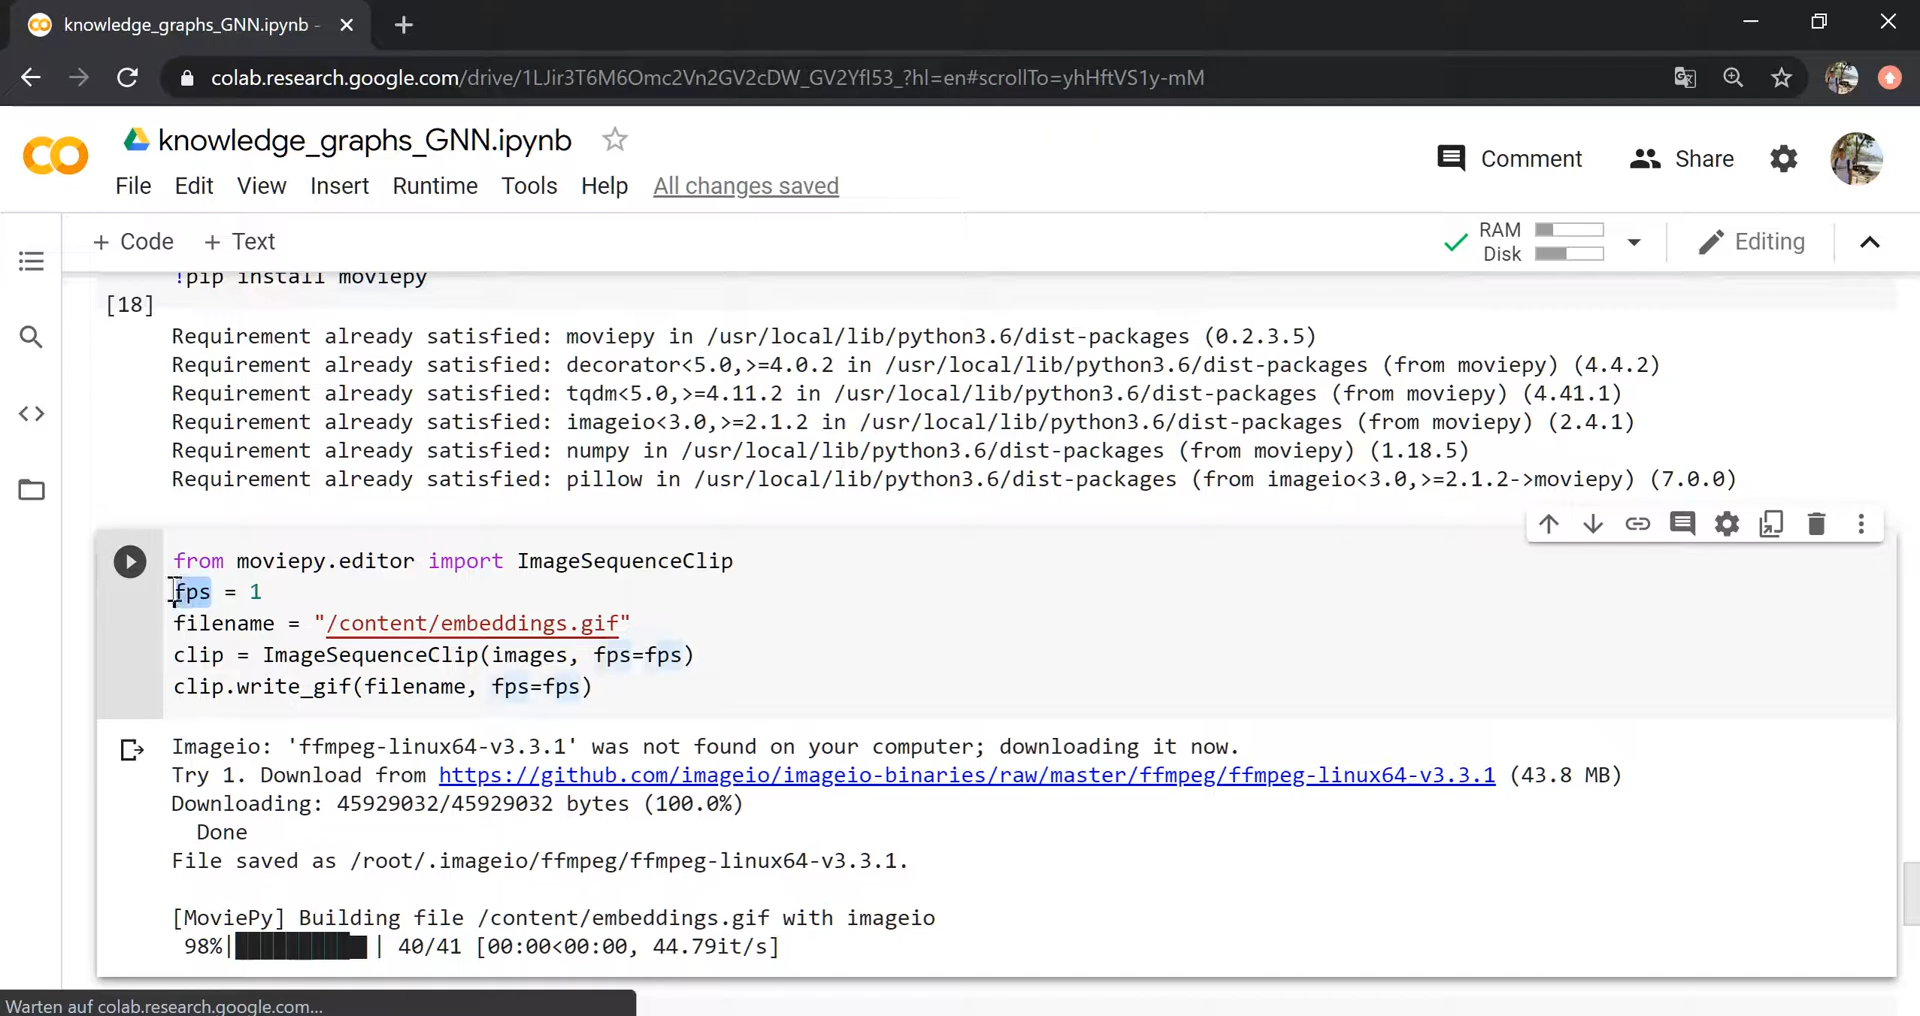 knowledge_graphs_GNN.ipynb -
colab.research.google.com/drive/1LJir3T6M6Omc2Vn2GV2cDW_GV2YfI53_?hl=en#scrollTo=yhHftVS1y-mM
knowledge_graphs_GNN.ipynb
Comment
Share
File Edit View Insert Runtime Tools Help All changes saved
+ Code + Text
RAM
Disk
Editing
!pip install moviepy
[18]
Requirement already satisfied: moviepy in /usr/local/lib/python3.6/dist-packages (0.2.3.5)
Requirement already satisfied: decorator<5.0,>=4.0.2 in /usr/local/lib/python3.6/dist-packages (from moviepy) (4.4.2)
Requirement already satisfied: tqdm<5.0,>=4.11.2 in /usr/local/lib/python3.6/dist-packages (from moviepy) (4.41.1)
Requirement already satisfied: imageio<3.0,>=2.1.2 in /usr/local/lib/python3.6/dist-packages (from moviepy) (2.4.1)
Requirement already satisfied: numpy in /usr/local/lib/python3.6/dist-packages (from moviepy) (1.18.5)
Requirement already satisfied: pillow in /usr/local/lib/python3.6/dist-packages (from imageio<3.0,>=2.1.2->moviepy) (7.0.0)
from moviepy.editor import ImageSequenceClip
fps = 1
filename = "/content/embeddings.gif"
clip = ImageSequenceClip(images, fps=fps)
clip.write_gif(filename, fps=fps)
Imageio: 'ffmpeg-linux64-v3.3.1' was not found on your computer; downloading it now.
Try 1. Download from https://github.com/imageio/imageio-binaries/raw/master/ffmpeg/ffmpeg-linux64-v3.3.1 (43.8 MB)
Downloading: 45929032/45929032 bytes (100.0%)
Done
File saved as /root/.imageio/ffmpeg/ffmpeg-linux64-v3.3.1.
[MoviePy] Building file /content/embeddings.gif with imageio
98%|██████████| 40/41 [00:00<00:00, 44.79it/s]
Warten auf colab.research.google.com...